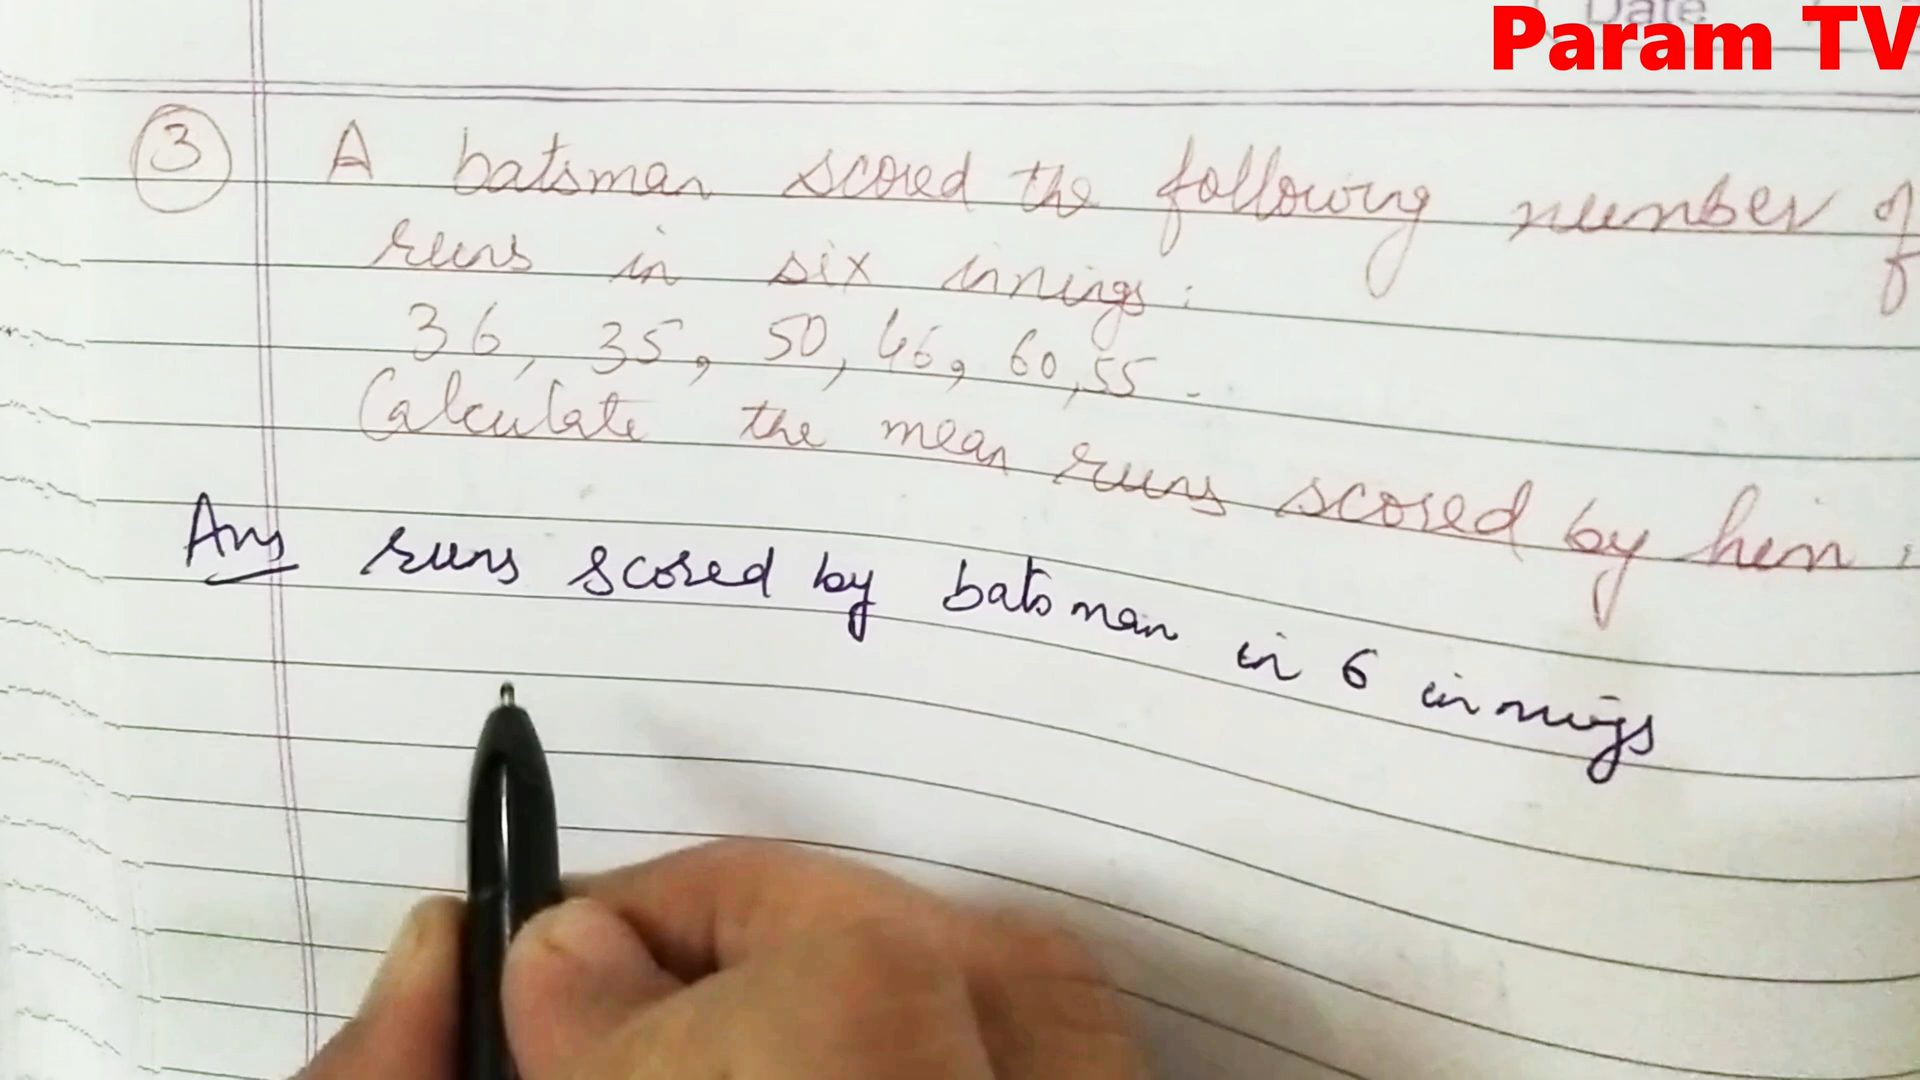 Date
Param TV
3 A batsman scored the following number of
runs in six innings:
36, 35, 50, 46, 60, 55.
Calculate the mean runs scored by him.
Ans runs scored by batsman in 6 innings